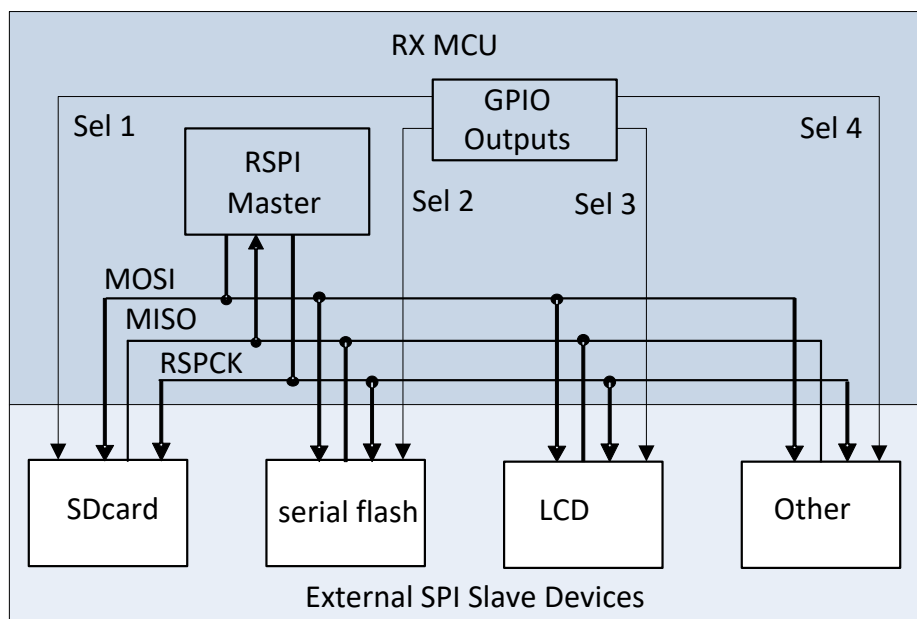 RX MCU
GPIO
Outputs
Sel 1
Sel 4
RSPI
Master
Sel 2
Sel 3
MOSI
MISO
RSPCK
SDcard
serial flash
LCD
Other
External SPI Slave Devices